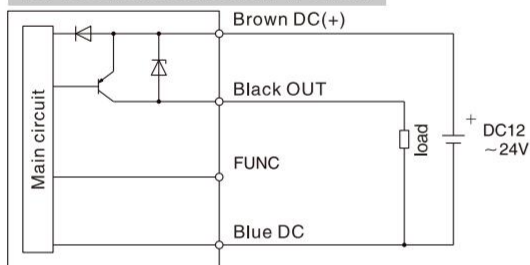 Brown DC(+)
Main circuit
Black OUT
load
+
DC12
~24V
FUNC
Blue DC